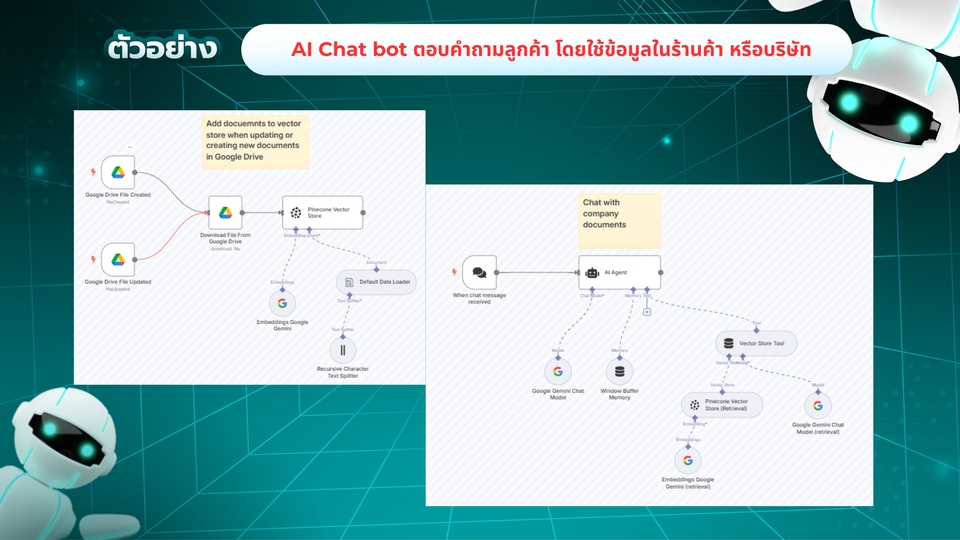 ตัวอย่าง
AI Chat bot ตอบคำถามลูกค้า โดยใช้ข้อมูลในร้านค้า หรือบริษัท
Add docuemnts to vector
store when updating or
creating new documents
in Google Drive
Google Drive File Created
fileCreated
Google Drive File Updated
fileUpdated
Download File From
Google Drive
download: file
Pinecone Vector
Store
Document
Default Data Loader
Embeddings
Embeddings Google
Gemini
Text Splitter*
Text Splitter
Recursive Character
Text Splitter
Chat with
company
documents
When chat message
received
AI Agent
Chat Model*
Memory
Tool
Model
Google Gemini Chat
Model
Memory
Window Buffer
Memory
Tool
Vector Store Tool
Vector Store
Pinecone Vector
Store (Retrieval)
Model
Google Gemini Chat
Model (retrieval)
Embedding*
Embeddings
Embeddings Google
Gemini (retrieval)